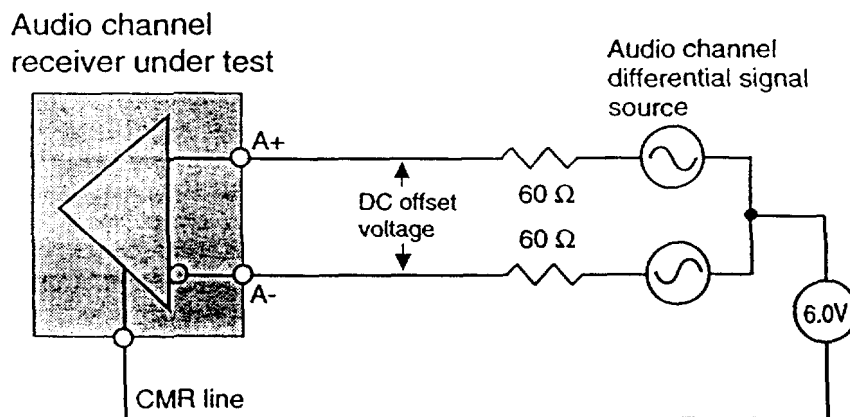 Audio channel
receiver under test
Audio channel
differential signal
source
A+
DC offset
voltage
60 Ω
60 Ω
A-
6.0V
CMR line